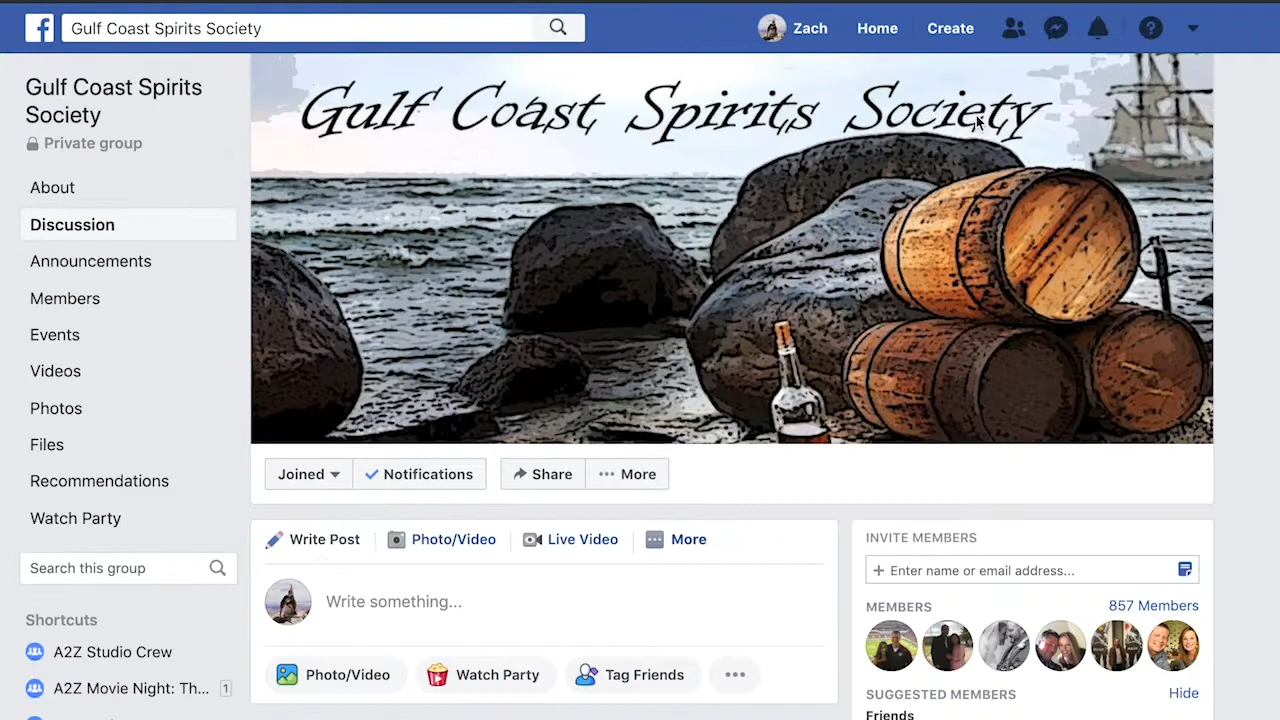 Gulf Coast Spirits Society
Zach
Home
Create
Gulf Coast Spirits
Society
Private group
About
Discussion
Announcements
Members
Events
Videos
Photos
Files
Recommendations
Watch Party
Search this group
Shortcuts
A2Z Studio Crew
A2Z Movie Night: Th... 1
Gulf Coast Spirits Society
Joined
Notifications
Share
More
Write Post
Photo/Video
Live Video
More
Write something...
Photo/Video
Watch Party
Tag Friends
INVITE MEMBERS
+ Enter name or email address...
MEMBERS
857 Members
SUGGESTED MEMBERS
Hide
Friends